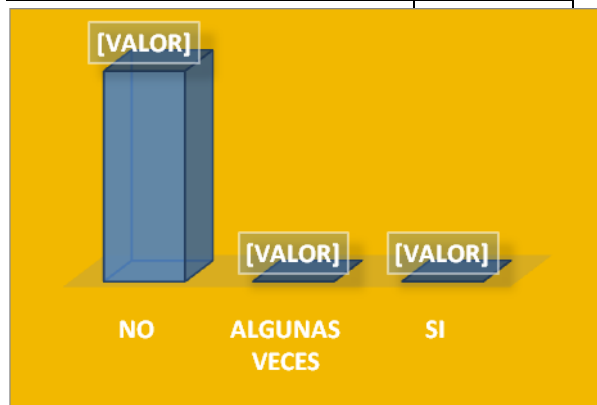 [VALOR]
[VALOR]
[VALOR]
NO
ALGUNAS
VECES
SI